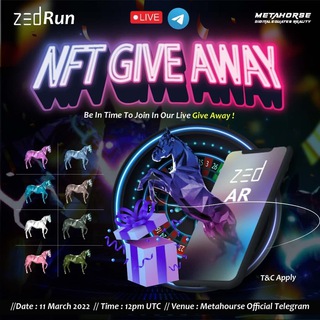 zed Run
LIVE
METAHORSE
DIGITAL EQUATES REALITY
NFT GIVE AWAY
Be In Time To Join In Our Live Give Away !
zed
AR
T&C Apply
//Date : 11 March 2022 // Time : 12pm UTC // Venue : Metahourse Official Telegram